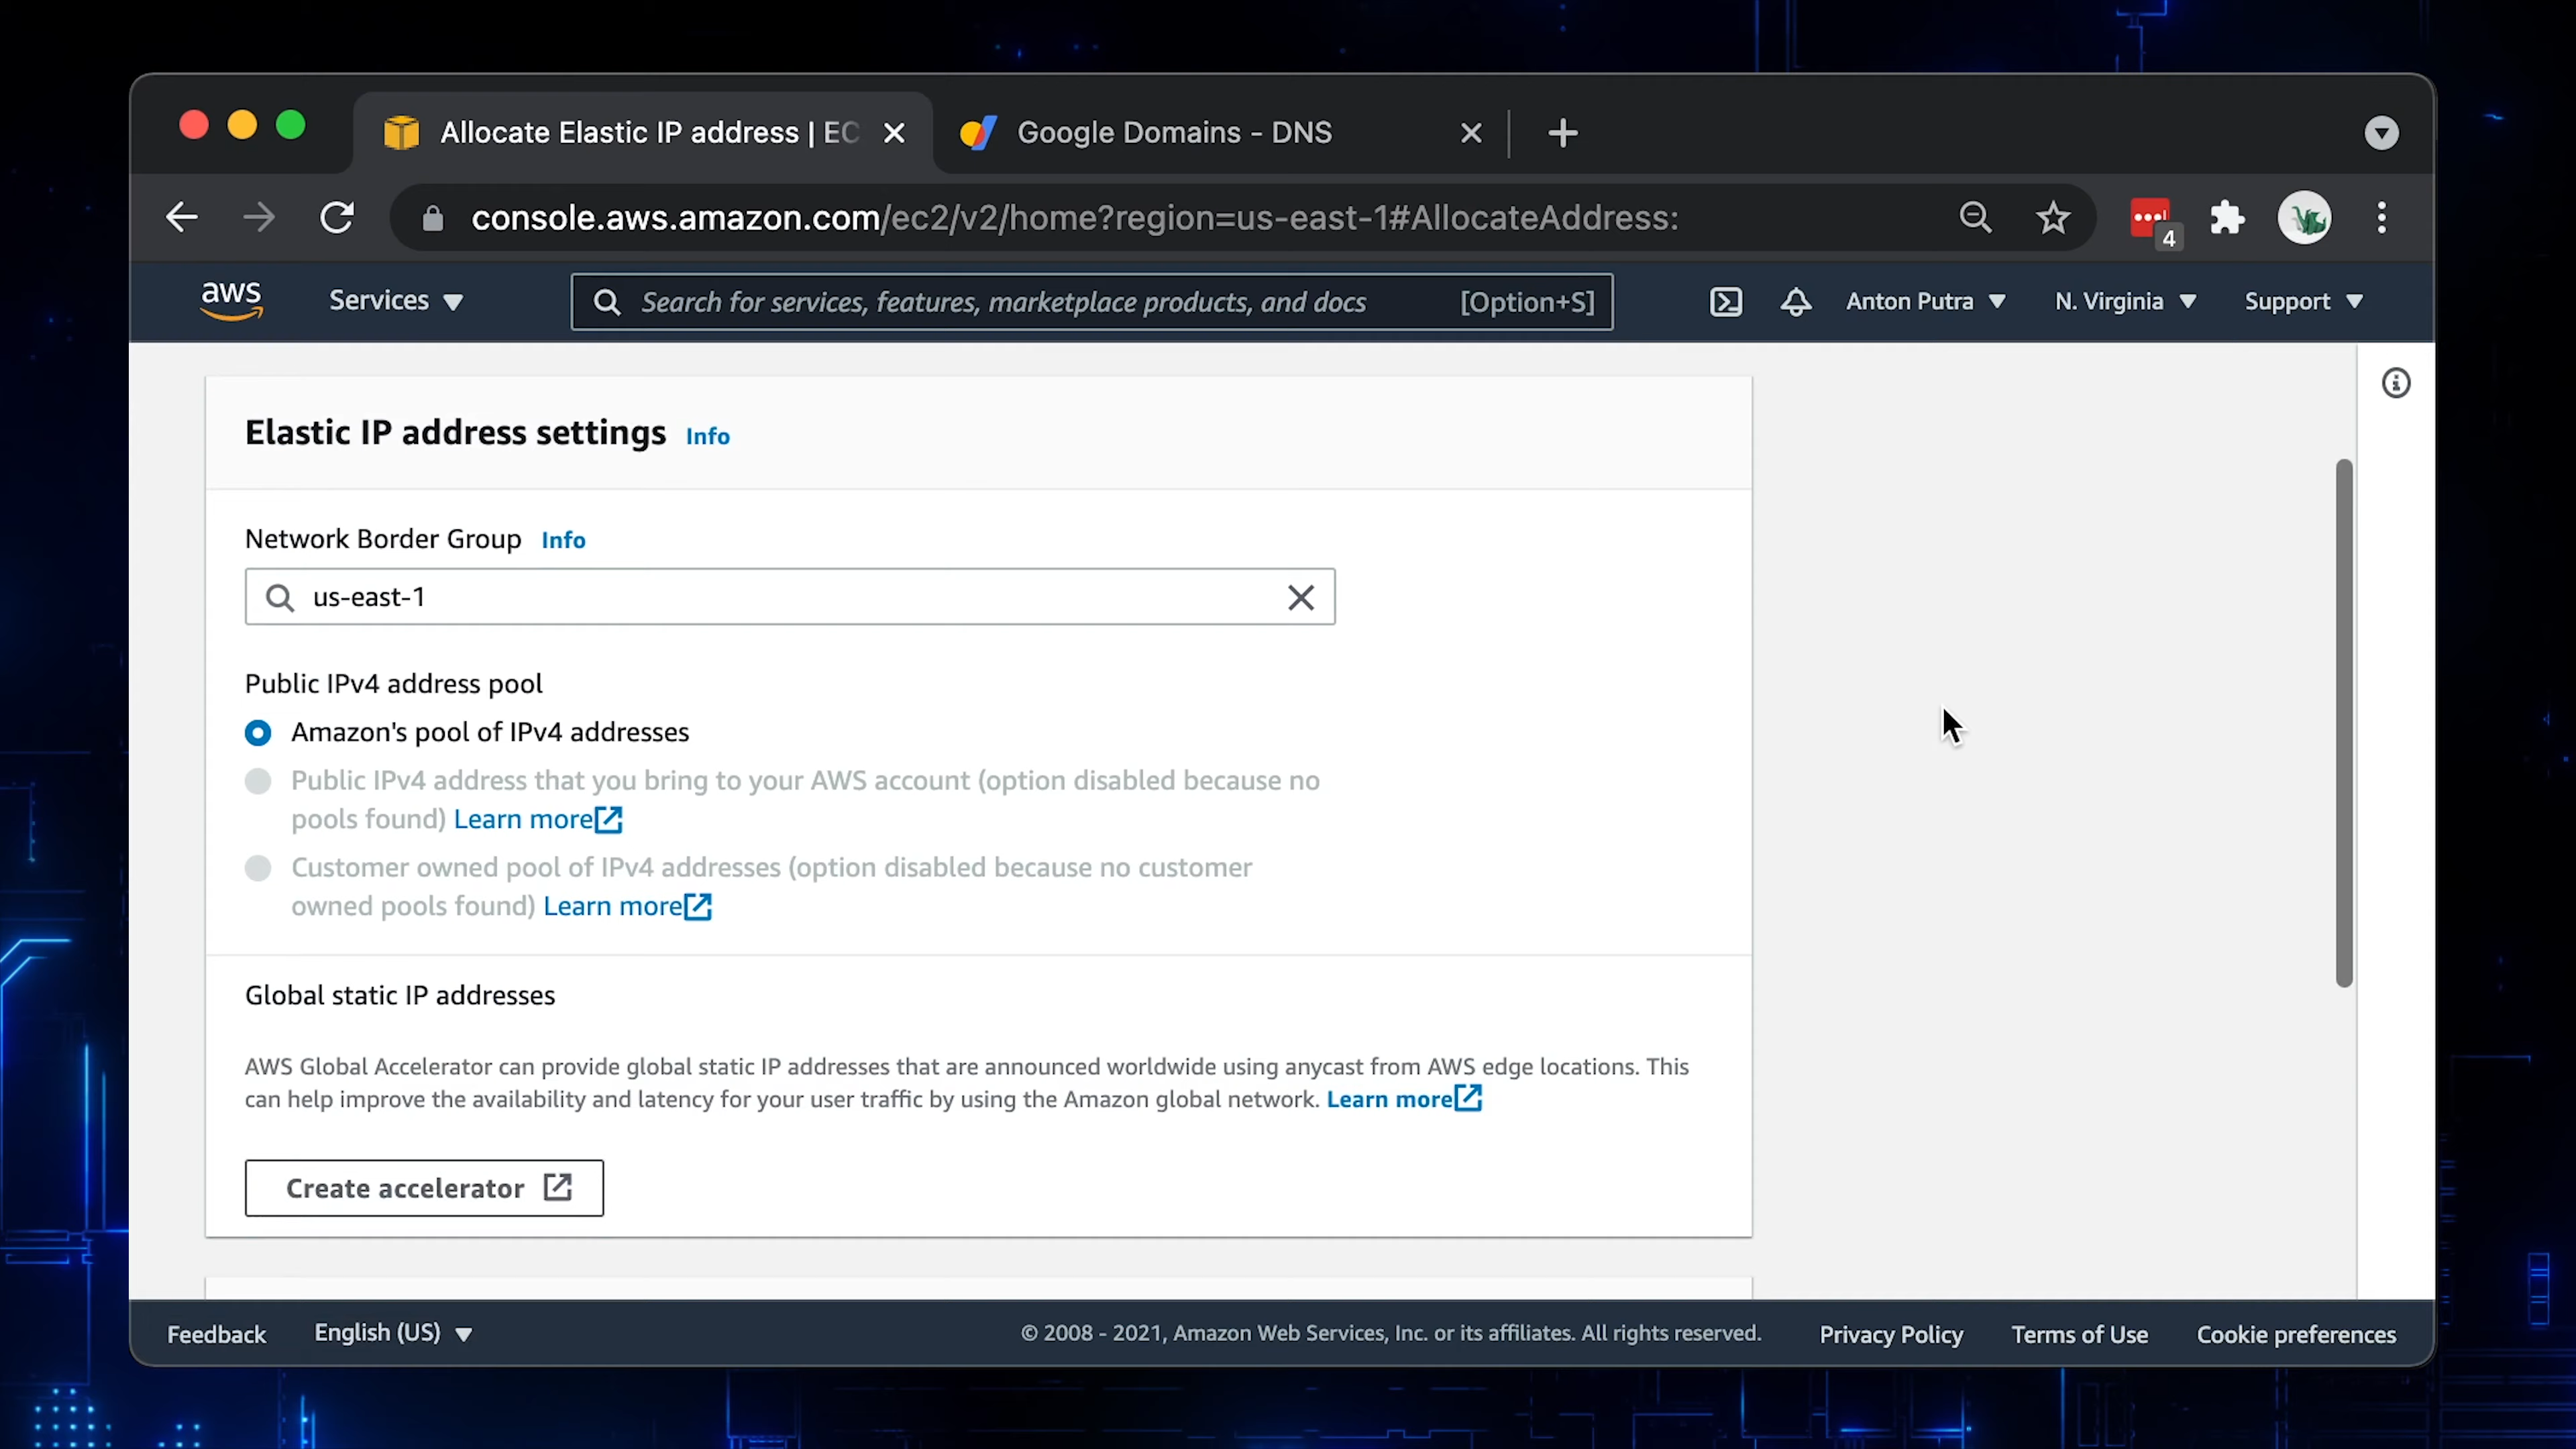 Allocate Elastic IP address | EC
Google Domains - DNS
console.aws.amazon.com/ec2/v2/home?region=us-east-1#AllocateAddress:
4
aws
Services
Search for services, features, marketplace products, and docs [Option+S]
Anton Putra
N. Virginia
Support
Elastic IP address settings Info
Network Border Group Info
us-east-1
Public IPv4 address pool
Amazon's pool of IPv4 addresses
Public IPv4 address that you bring to your AWS account (option disabled because no
pools found) Learn more
Customer owned pool of IPv4 addresses (option disabled because no customer
owned pools found) Learn more
Global static IP addresses
AWS Global Accelerator can provide global static IP addresses that are announced worldwide using anycast from AWS edge locations. This
can help improve the availability and latency for your user traffic by using the Amazon global network. Learn more
Create accelerator
Feedback
English (US)
© 2008 - 2021, Amazon Web Services, Inc. or its affiliates. All rights reserved.
Privacy Policy
Terms of Use
Cookie preferences